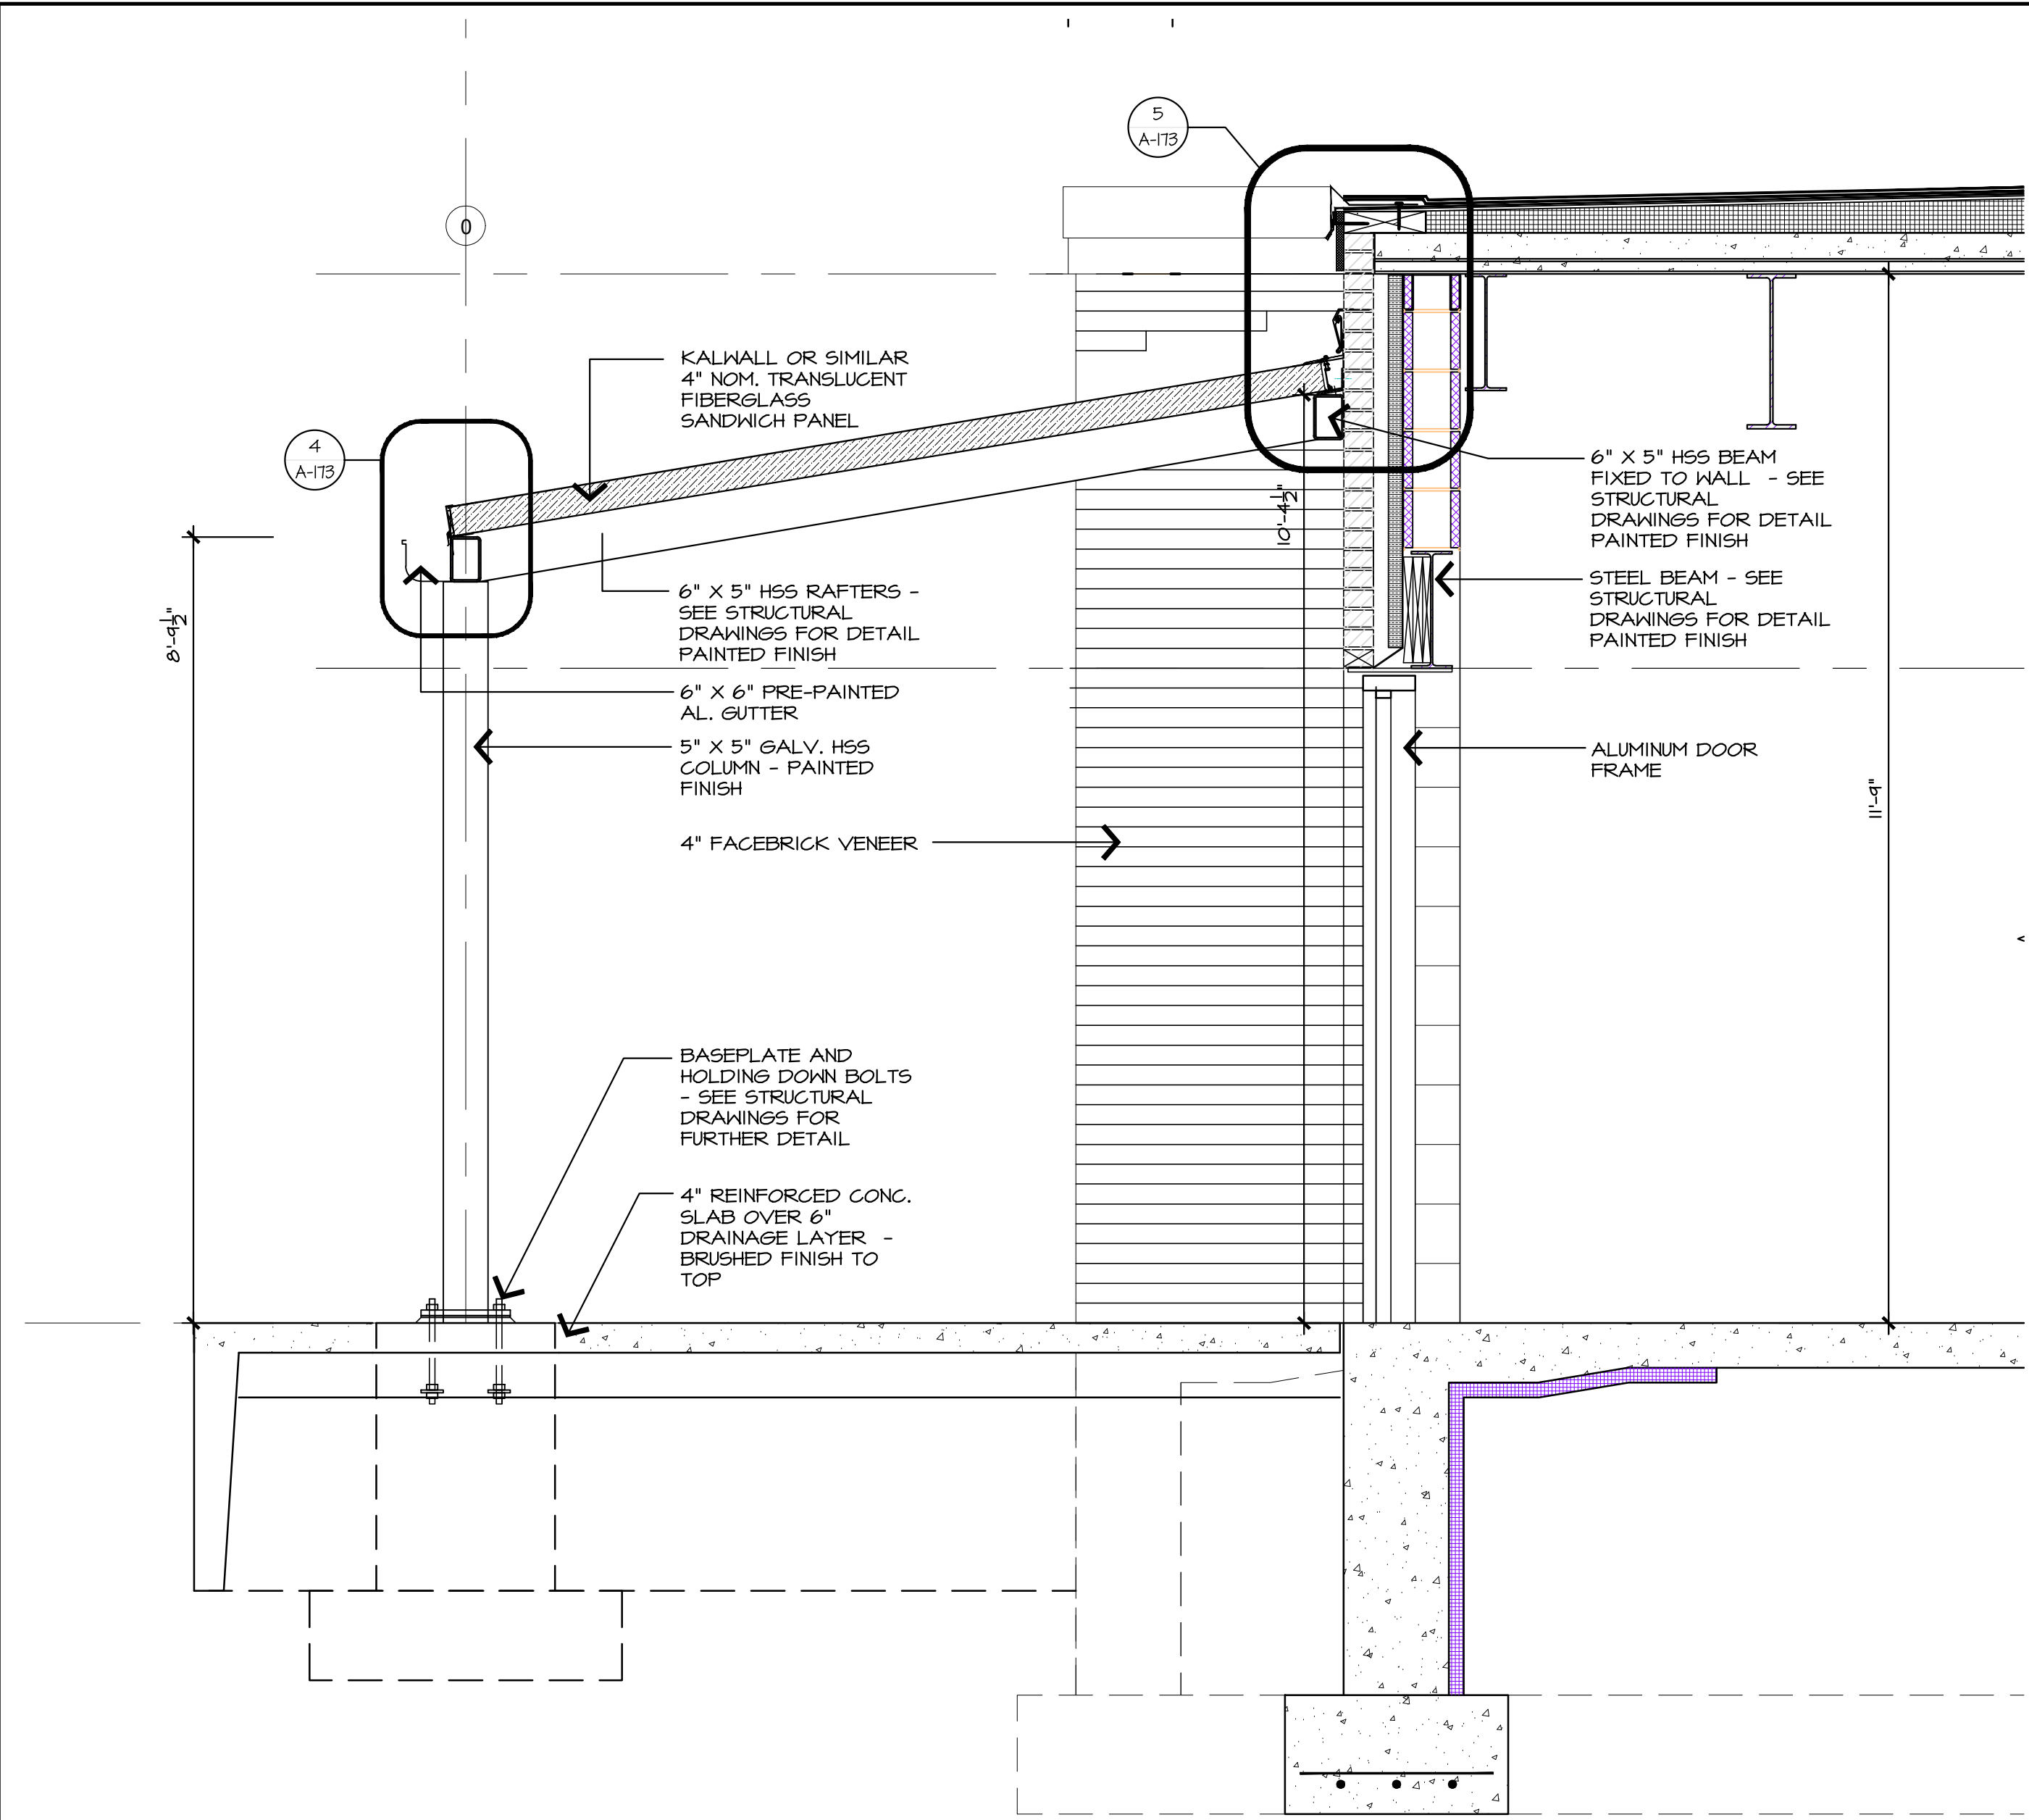 5
A-173
0
KALWALL OR SIMILAR
4" NOM. TRANSLUCENT
FIBERGLASS
SANDWICH PANEL
4
A-173
6" X 5" HSS BEAM
FIXED TO WALL - SEE
STRUCTURAL
DRAWINGS FOR DETAIL
PAINTED FINISH
10'-4½"
8'-9½"
6" X 5" HSS RAFTERS -
SEE STRUCTURAL
DRAWINGS FOR DETAIL
PAINTED FINISH
STEEL BEAM - SEE
STRUCTURAL
DRAWINGS FOR DETAIL
PAINTED FINISH
6" X 6" PRE-PAINTED
AL. GUTTER
5" X 5" GALV. HSS
COLUMN - PAINTED
FINISH
ALUMINUM DOOR
FRAME
11'-9"
4" FACEBRICK VENEER
BASEPLATE AND
HOLDING DOWN BOLTS
- SEE STRUCTURAL
DRAWINGS FOR
FURTHER DETAIL
4" REINFORCED CONC.
SLAB OVER 6"
DRAINAGE LAYER -
BRUSHED FINISH TO
TOP